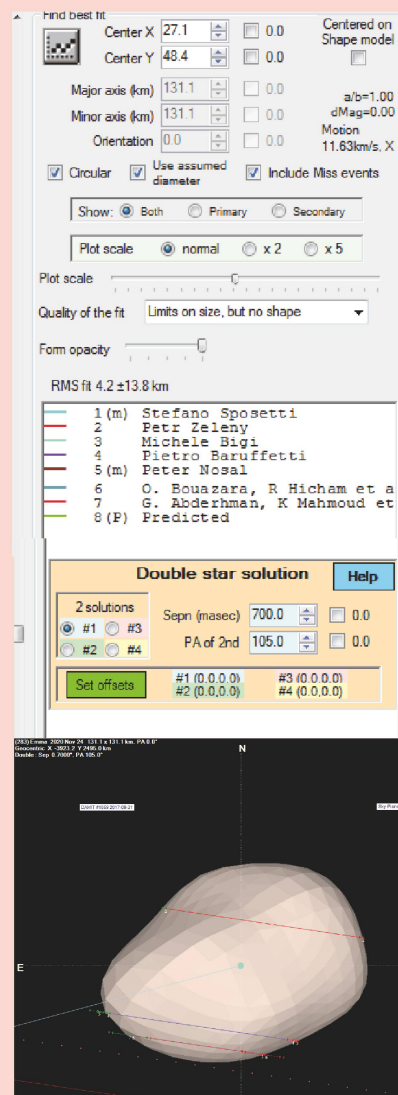 Find best fit
Center X 27.1 0.0
Center Y 48.4 0.0
Centered on
Shape model
Major axis (km) 131.1 0.0
Minor axis (km) 131.1 0.0
Orientation 0.0 0.0
a/b=1.00
dMag=0.00
Motion
11.63km/s, X
Circular Use assumed diameter Include Miss events
Show: Both Primary Secondary
Plot scale normal x 2 x 5
Plot scale
Quality of the fit Limits on size, but no shape
Form opacity
RMS fit 4.2 ±13.8 km
1 (m) Stefano Sposetti
2 Petr Zeleny
3 Michele Bigi
4 Pietro Baruffetti
5 (m) Peter Nosal
6 O. Bouazara, R Hicham et a
7 G. Abderhman, K Mahmoud et
8 (P) Predicted
Double star solution Help
2 solutions
#1 #3
#2 #4
Sepn (masec) 700.0 0.0
PA of 2nd 105.0 0.0
Set offsets
#1 (0.0,0.0) #3 (0.0,0.0)
#2 (0.0,0.0) #4 (0.0,0.0)
(283) Emma 2020 Nov 24 131.1 x 131.1 km. PA 0.0°
Geocentric X -3923.2 Y 2495.0 km
Double: Sep 0.7000" PA 105.0°
N
E